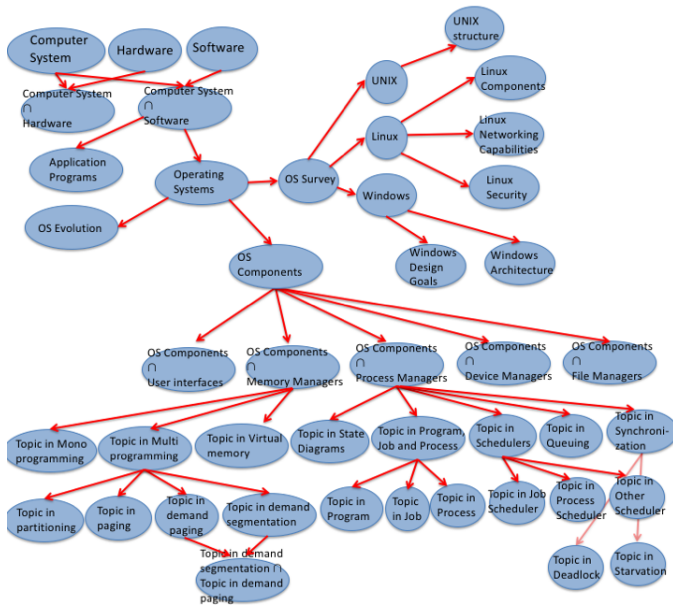 Computer
System
Hardware
Software
UNIX
structure
Computer System
∩
Hardware
Computer System
∩
Software
UNIX
Linux
Components
Linux
Linux
Networking
Capabilities
Application
Programs
Operating
Systems
OS Survey
Windows
Linux
Security
OS Evolution
OS
Components
Windows
Design
Goals
Windows
Architecture
OS Components
∩
User interfaces
OS Components
∩
Memory Managers
OS Components
∩
Process Managers
OS Components
∩
Device Managers
OS Components
∩
File Managers
Topic in Mono
programming
Topic in Multi
programming
Topic in Virtual
memory
Topic in State
Diagrams
Topic in Program,
Job and Process
Topic in
Schedulers
Topic in
Queuing
Topic in
Synchroni-
zation
Topic in
partitioning
Topic in
paging
Topic in
demand
paging
Topic in demand
segmentation
Topic in
Program
Topic in
Job
Topic in
Process
Topic in Job
Scheduler
Topic in
Process
Scheduler
Topic in
Other
Scheduler
Topic in demand
segmentation ∩
Topic in demand
paging
Topic in
Deadlock
Topic in
Starvation